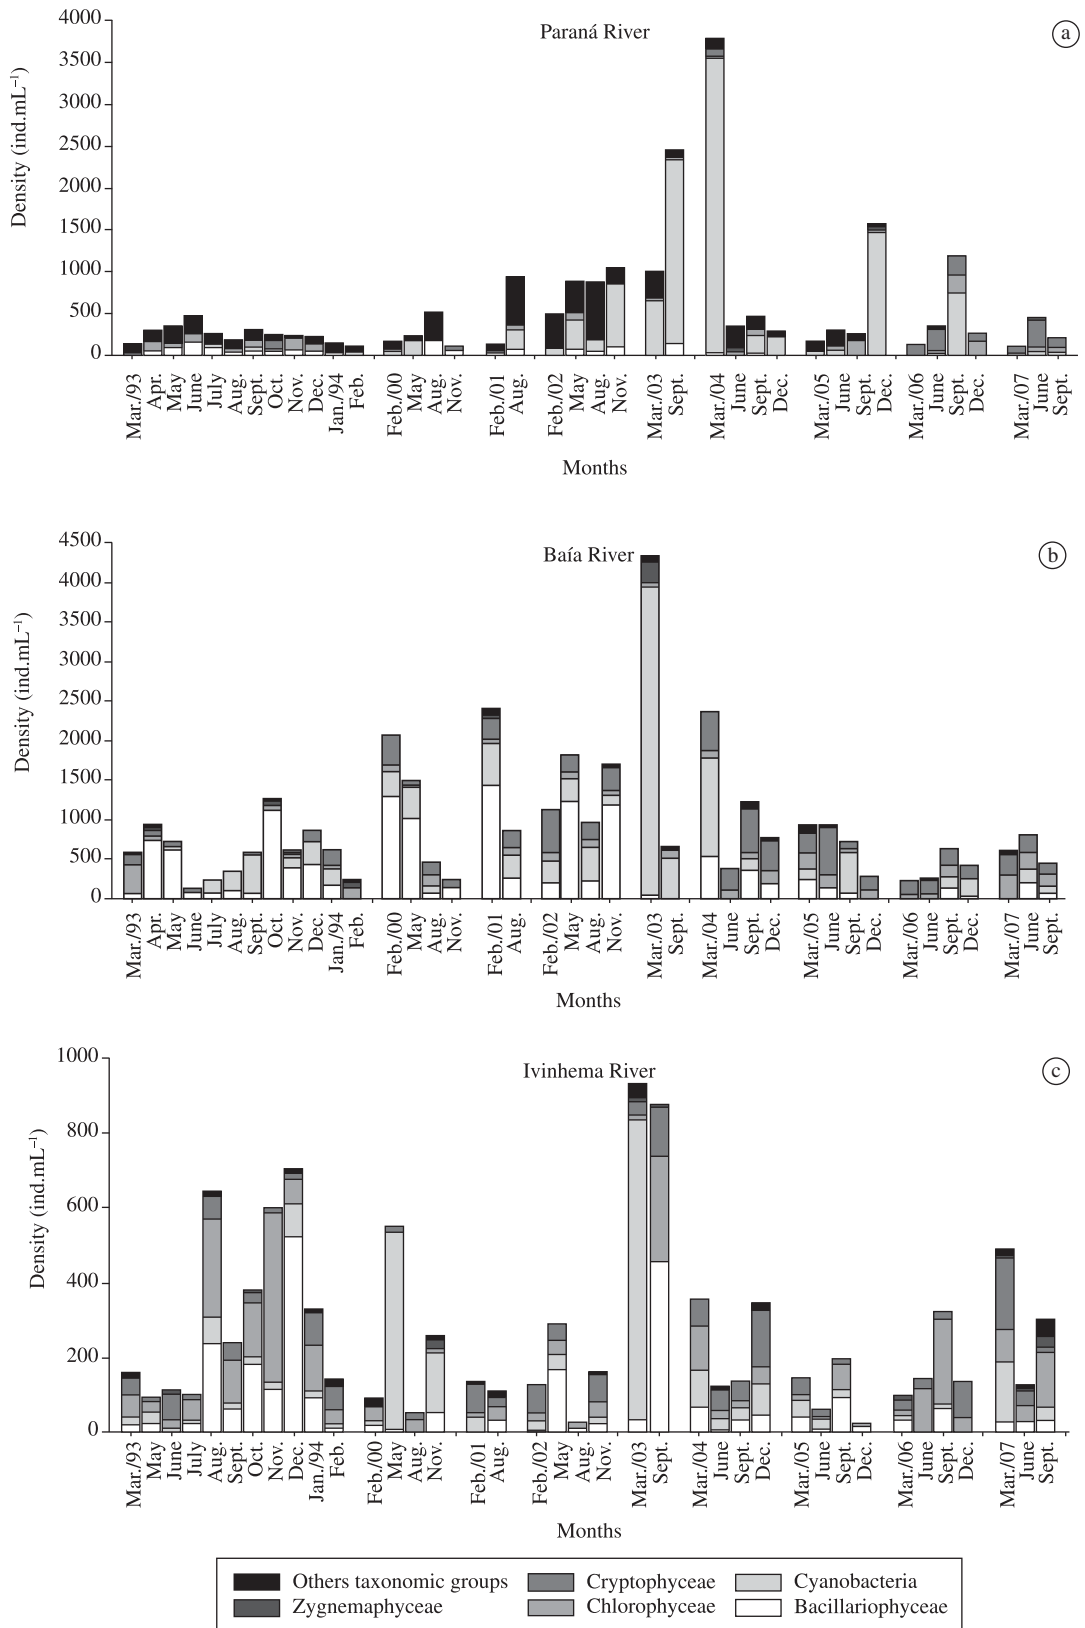 Paraná River
a
Density (ind.mL⁻¹)
4000
3500
3000
2500
2000
1500
1000
500
0
Mar./93 Apr. May June July Aug. Sept. Oct. Nov. Dec. Jan./94 Feb. Feb./00 May Aug. Nov. Feb./01 Aug. Feb./02 May Aug. Nov. Mar./03 Sept. Mar./04 June Sept. Dec. Mar./05 June Sept. Dec. Mar./06 June Sept. Dec. Mar./07 June Sept.
Months
Baía River
b
Density (ind.mL⁻¹)
4500
4000
3500
3000
2500
2000
1500
1000
500
0
Mar./93 Apr. May June July Aug. Sept. Oct. Nov. Dec. Jan./94 Feb. Feb./00 May Aug. Nov. Feb./01 Aug. Feb./02 May Aug. Nov. Mar./03 Sept. Mar./04 June Sept. Dec. Mar./05 June Sept. Dec. Mar./06 June Sept. Dec. Mar./07 June Sept.
Months
Ivinhema River
c
Density (ind.mL⁻¹)
1000
800
600
400
200
0
Mar./93 May June July Aug. Sept. Oct. Nov. Dec. Jan./94 Feb. Feb./00 May Aug. Nov. Feb./01 Aug. Feb./02 May Aug. Nov. Mar./03 Sept. Mar./04 June Sept. Dec. Mar./05 June Sept. Dec. Mar./06 June Sept. Dec. Mar./07 June Sept.
Months
Others taxonomic groups Cryptophyceae Cyanobacteria
Zygnemaphyceae Chlorophyceae Bacillariophyceae